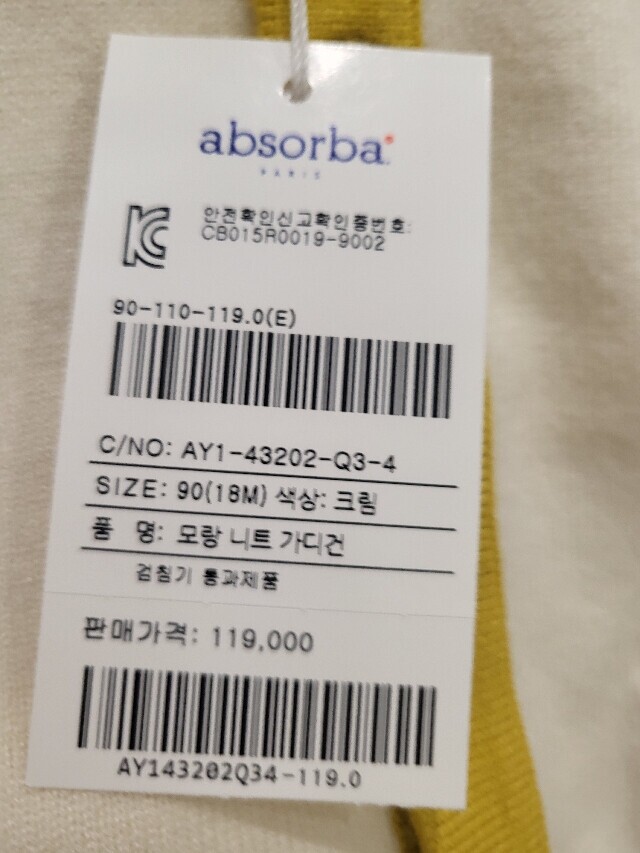 absorba
PARIS
안전확인신고확인증번호:
CB015R0019-9002
90-110-119.0(E)
C/NO: AY1-43202-Q3-4
SIZE: 90(18M) 색상: 크림
품 명: 모랑 니트 가디건
검침기 통과제품
판매가격: 119,000
AY143202Q34-119.0